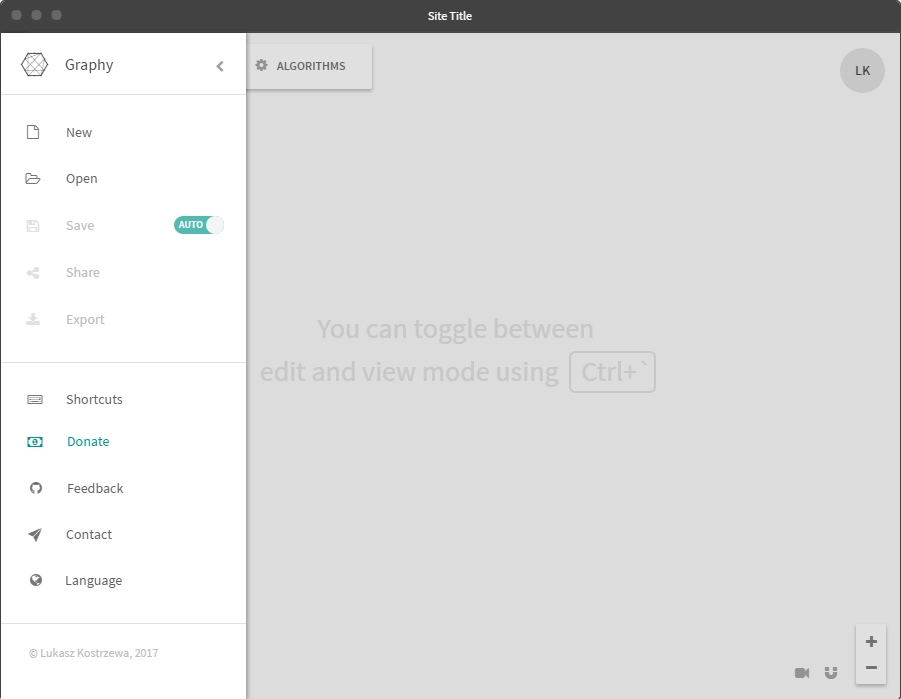 Site Title
Graphy
ALGORITHMS
LK
New
Open
Save
AUTO
Share
Export
You can toggle between
edit and view mode using Ctrl+`
Shortcuts
Donate
Feedback
Contact
Language
© Lukasz Kostrzewa, 2017